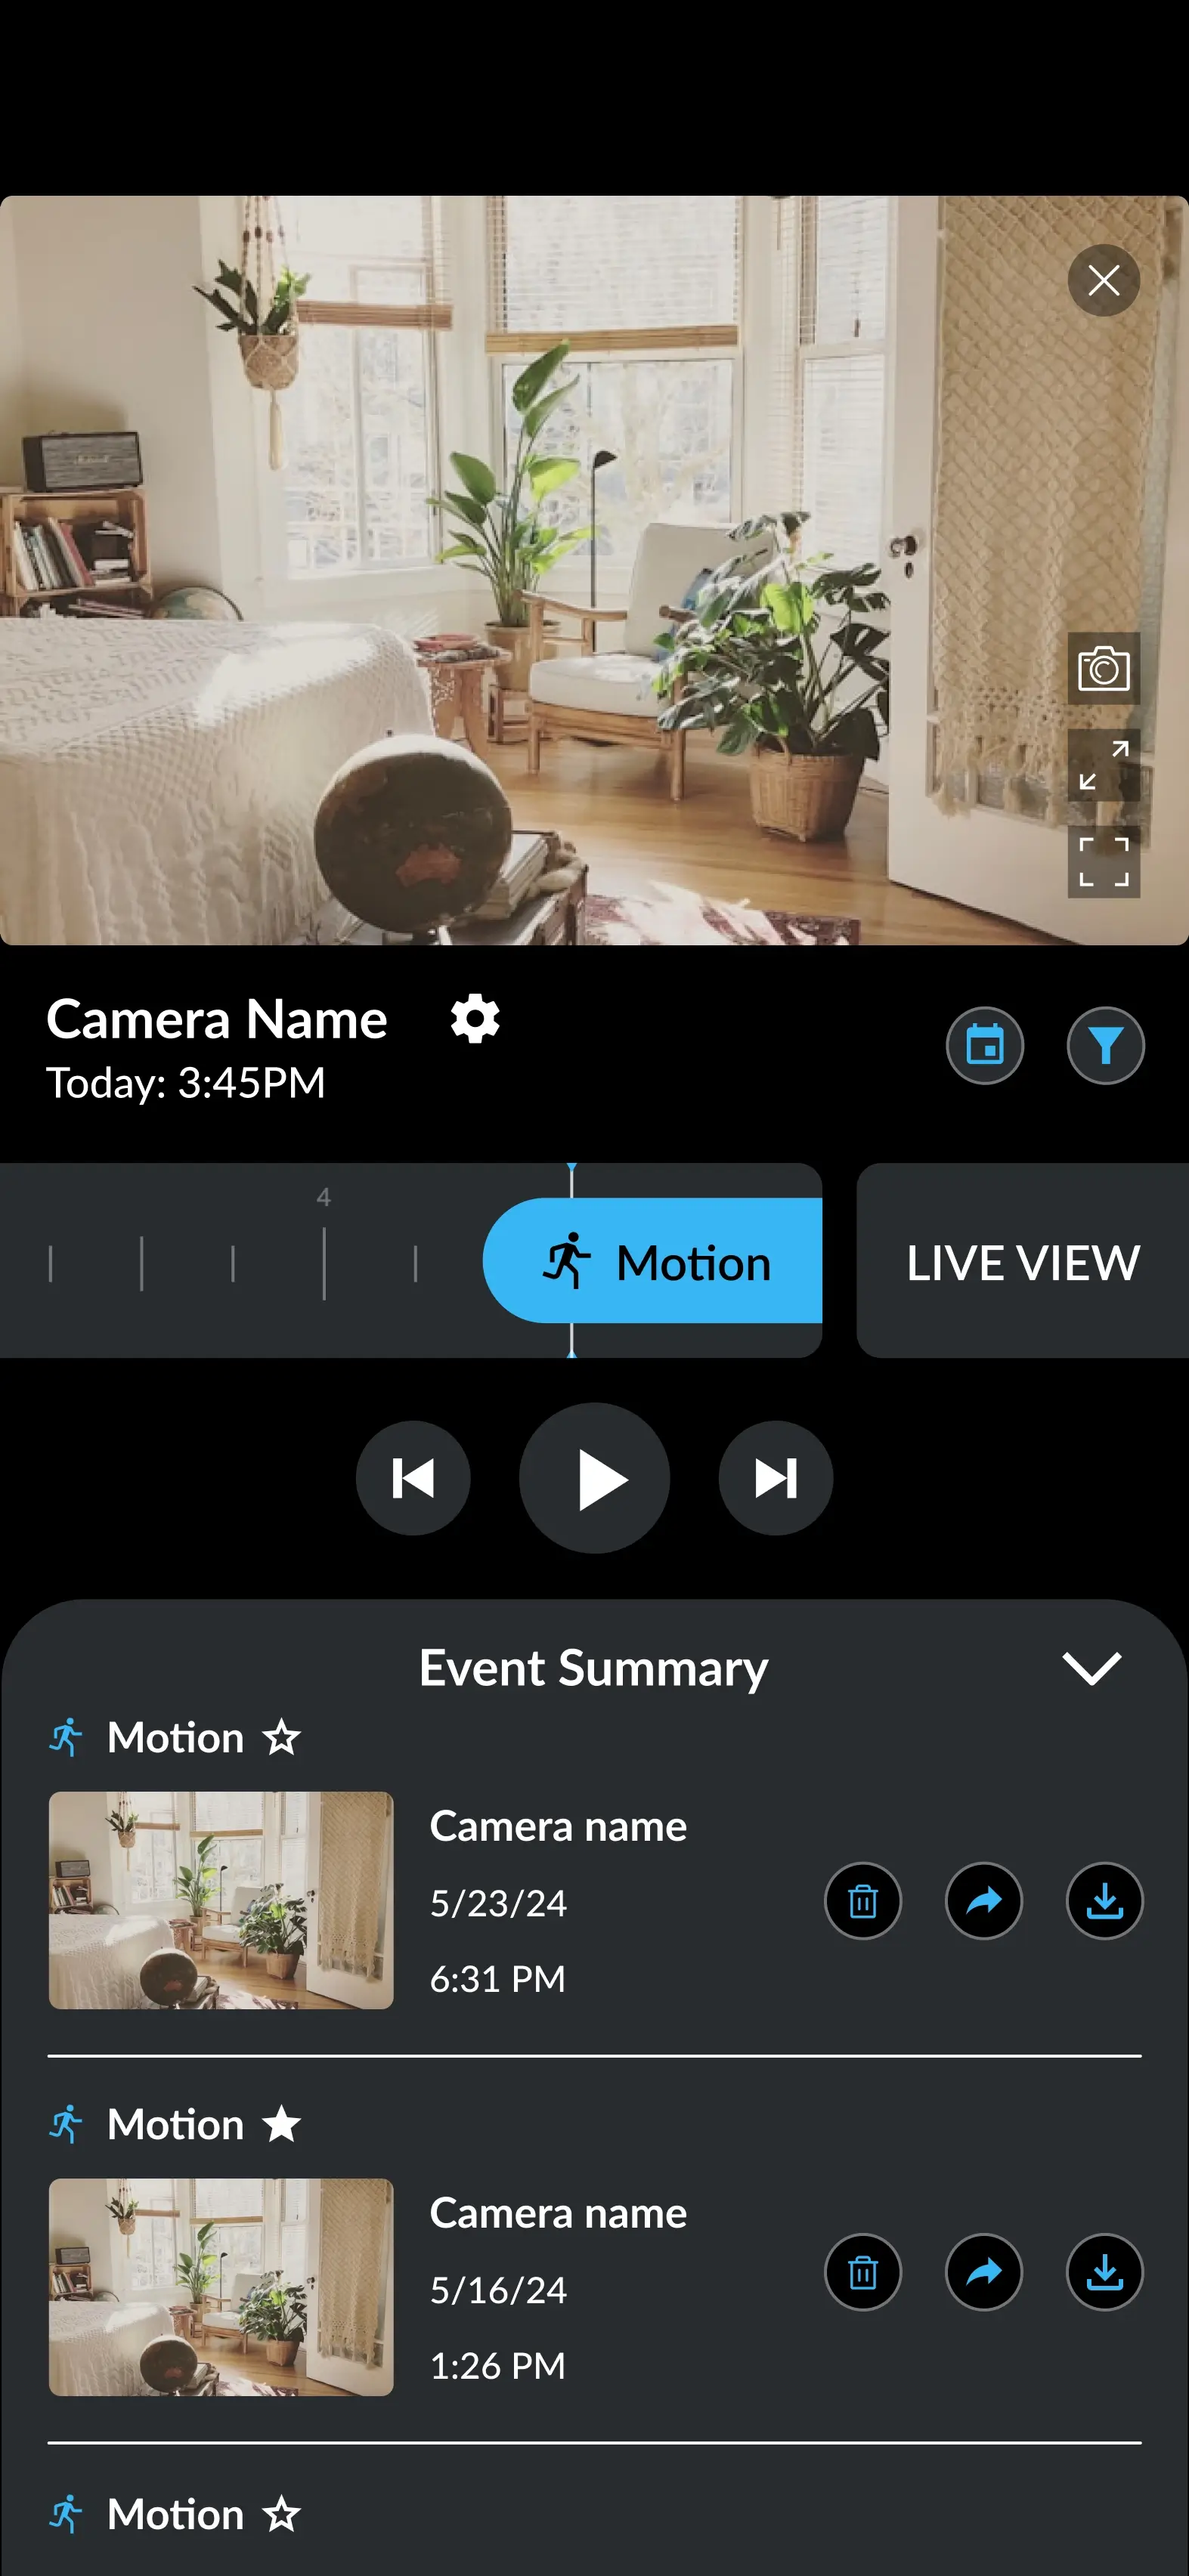 Camera Name
Today: 3:45PM
4
Motion
LIVE VIEW
Event Summary
Motion
Camera name
5/23/24
6:31 PM
Motion
Camera name
5/16/24
1:26 PM
Motion